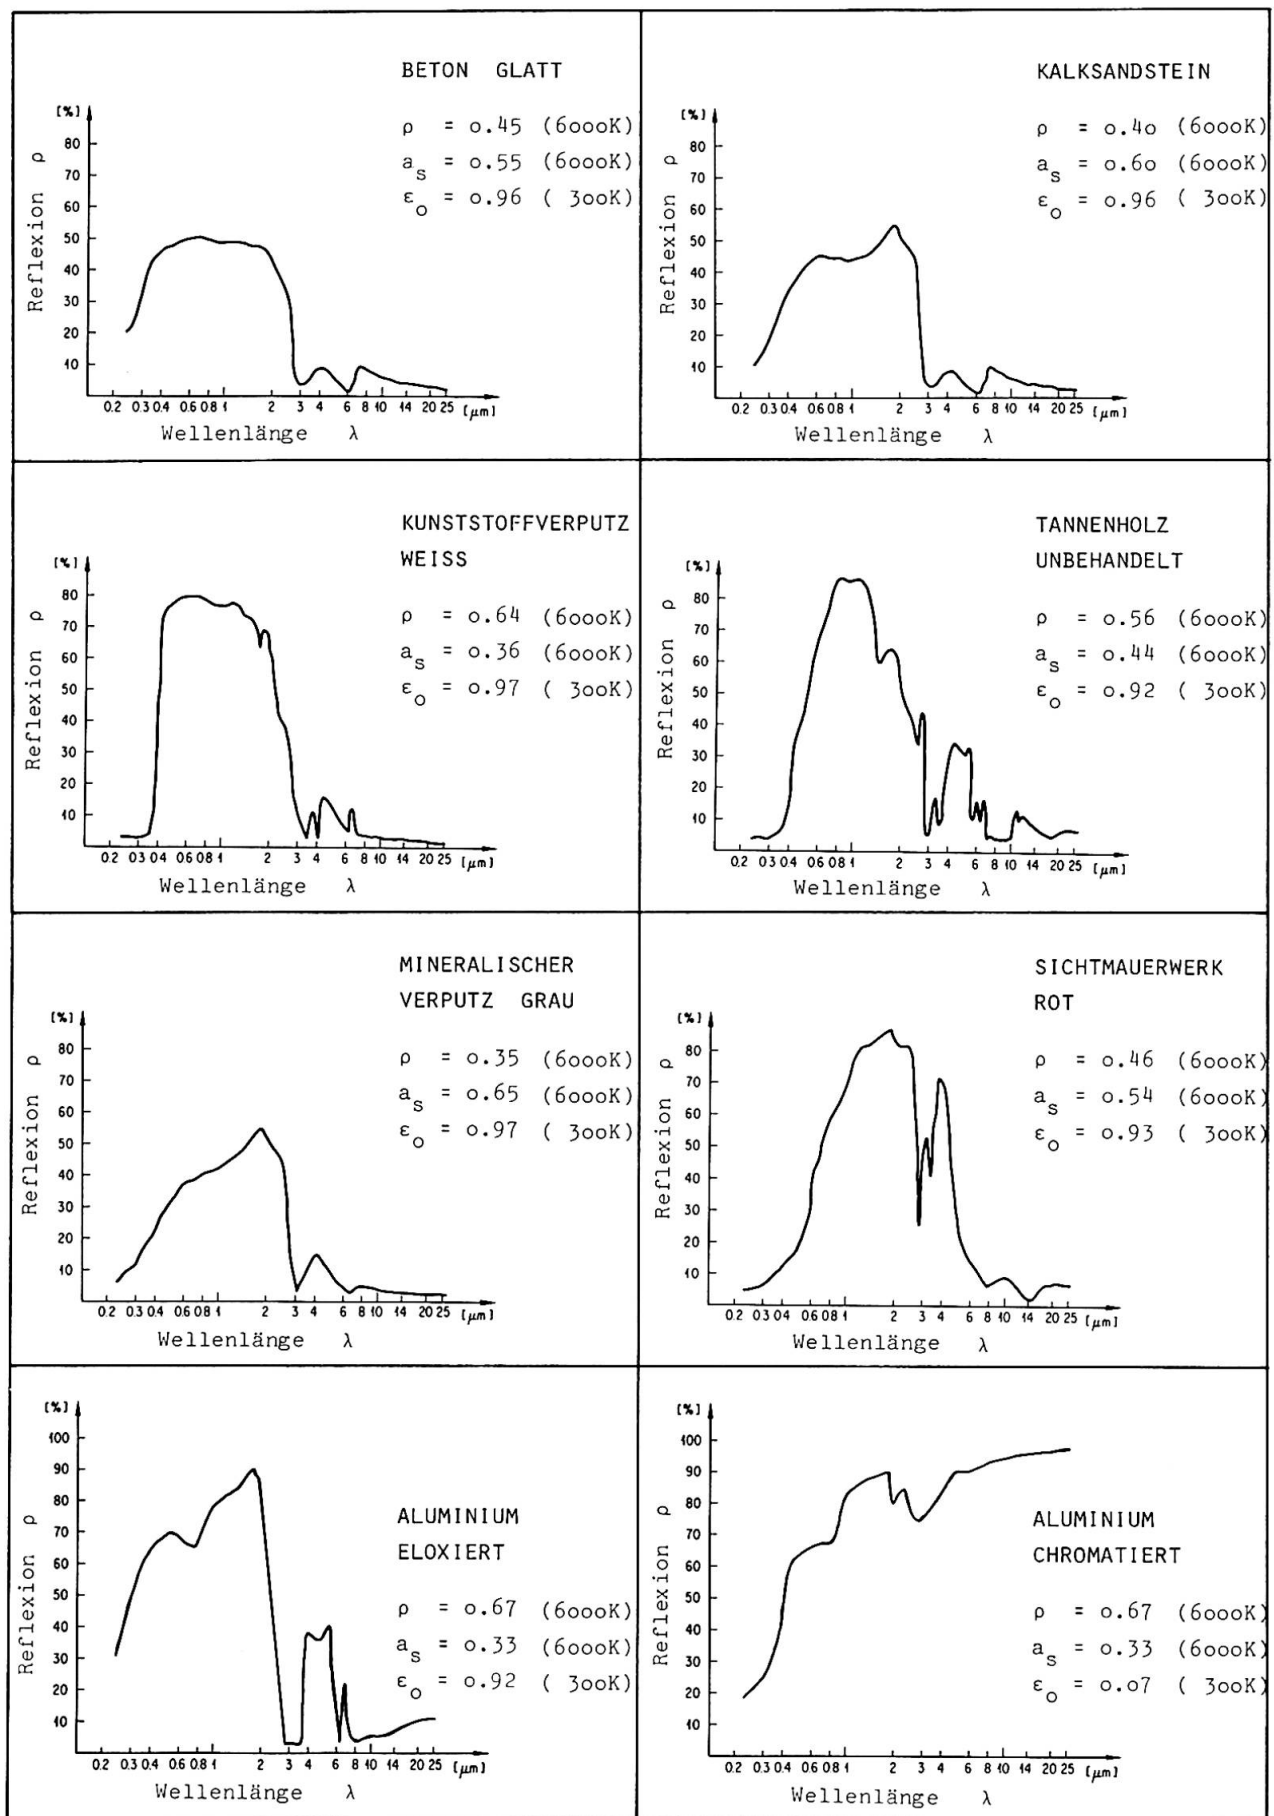 BETON GLATT
ρ = 0.45 (6000K)
a_s = 0.55 (6000K)
ε_o = 0.96 ( 300K)
[%]
80
70
60
50
40
30
20
10
Reflexion ρ
0.2 0.3 0.4 0.6 0.8 1 2 3 4 6 8 10 14 20 25 [μm]
Wellenlänge λ
KALKSANDSTEIN
ρ = 0.40 (6000K)
a_s = 0.60 (6000K)
ε_o = 0.96 ( 300K)
[%]
80
70
60
50
40
30
20
10
Reflexion ρ
0.2 0.3 0.4 0.6 0.8 1 2 3 4 6 8 10 14 20 25 [μm]
Wellenlänge λ
KUNSTSTOFFVERPUTZ
WEISS
ρ = 0.64 (6000K)
a_s = 0.36 (6000K)
ε_o = 0.97 ( 300K)
[%]
80
70
60
50
40
30
20
10
Reflexion ρ
0.2 0.3 0.4 0.6 0.8 1 2 3 4 6 8 10 14 20 25 [μm]
Wellenlänge λ
TANNENHOLZ
UNBEHANDELT
ρ = 0.56 (6000K)
a_s = 0.44 (6000K)
ε_o = 0.92 ( 300K)
[%]
80
70
60
50
40
30
20
10
Reflexion ρ
0.2 0.3 0.4 0.6 0.8 1 2 3 4 6 8 10 14 20 25 [μm]
Wellenlänge λ
MINERALISCHER
VERPUTZ GRAU
ρ = 0.35 (6000K)
a_s = 0.65 (6000K)
ε_o = 0.97 ( 300K)
[%]
80
70
60
50
40
30
20
10
Reflexion ρ
0.2 0.3 0.4 0.6 0.8 1 2 3 4 6 8 10 14 20 25 [μm]
Wellenlänge λ
SICHTMAUERWERK
ROT
ρ = 0.46 (6000K)
a_s = 0.54 (6000K)
ε_o = 0.93 ( 300K)
[%]
80
70
60
50
40
30
20
10
Reflexion ρ
0.2 0.3 0.4 0.6 0.8 1 2 3 4 6 8 10 14 20 25 [μm]
Wellenlänge λ
ALUMINIUM
ELOXIERT
ρ = 0.67 (6000K)
a_s = 0.33 (6000K)
ε_o = 0.92 ( 300K)
[%]
100
90
80
70
60
50
40
30
20
10
Reflexion ρ
0.2 0.3 0.4 0.6 0.8 1 2 3 4 6 8 10 14 20 25 [μm]
Wellenlänge λ
ALUMINIUM
CHROMATIERT
ρ = 0.67 (6000K)
a_s = 0.33 (6000K)
ε_o = 0.07 ( 300K)
[%]
100
90
80
70
60
50
40
30
20
10
Reflexion ρ
0.2 0.3 0.4 0.6 0.8 1 2 3 4 6 8 10 14 20 25 [μm]
Wellenlänge λ